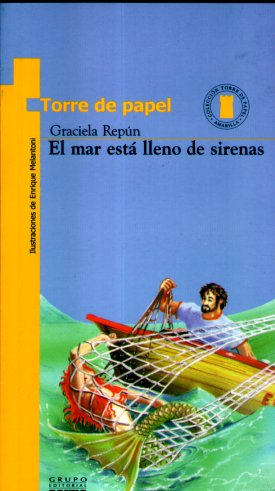 Torre de papel
COLECCIÓN TORRE DE PAPEL
AMARILLA
Graciela Repún
El mar está lleno de sirenas
Ilustraciones de Enrique Melantoni
GRUPO
EDITORIAL